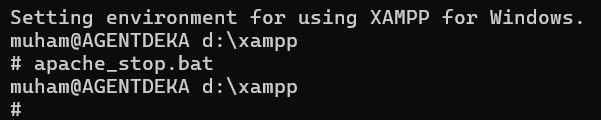 Setting environment for using XAMPP for Windows.
muham@AGENTDEKA d:\xampp
# apache_stop.bat
muham@AGENTDEKA d:\xampp
#